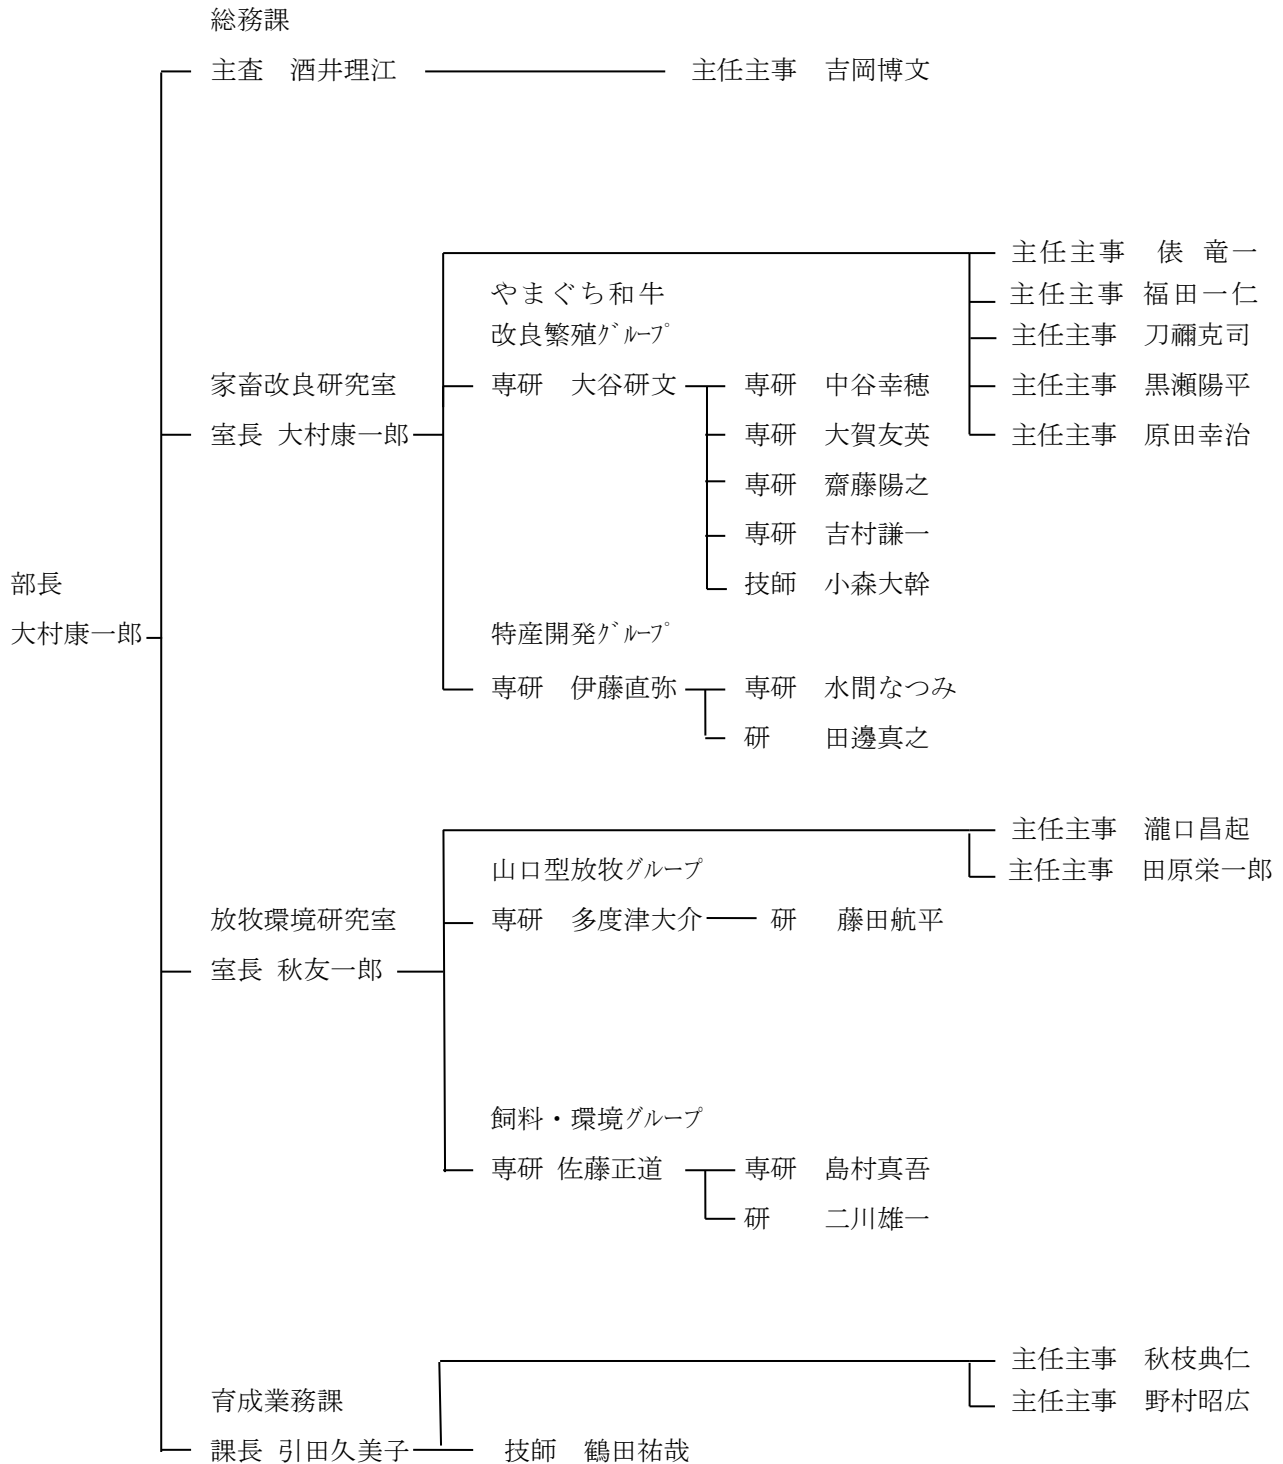 総務課
主査　酒井理江　主任主事　吉岡博文
主任主事　俵 竜一
やまぐち和牛　主任主事 福田一仁
改良繁殖ｸﾞﾙｰﾌﾟ　主任主事　刀禰克司
家畜改良研究室　専研　大谷研文　専研　中谷幸穂　主任主事　黒瀬陽平
室長 大村康一郎　専研　大賀友英　主任主事　原田幸治
専研　齋藤陽之
専研　吉村謙一
部長　技師　小森大幹
大村康一郎　特産開発ｸﾞﾙｰﾌﾟ
専研　伊藤直弥　専研　水間なつみ
研　田邊真之
主任主事　瀧口昌起
山口型放牧グループ　主任主事　田原栄一郎
放牧環境研究室　専研　多度津大介　研　藤田航平
室長 秋友一郎
飼料・環境グループ
専研 佐藤正道　専研　島村真吾
研　二川雄一
主任主事　秋枝典仁
育成業務課　主任主事　野村昭広
課長 引田久美子　技師　鶴田祐哉